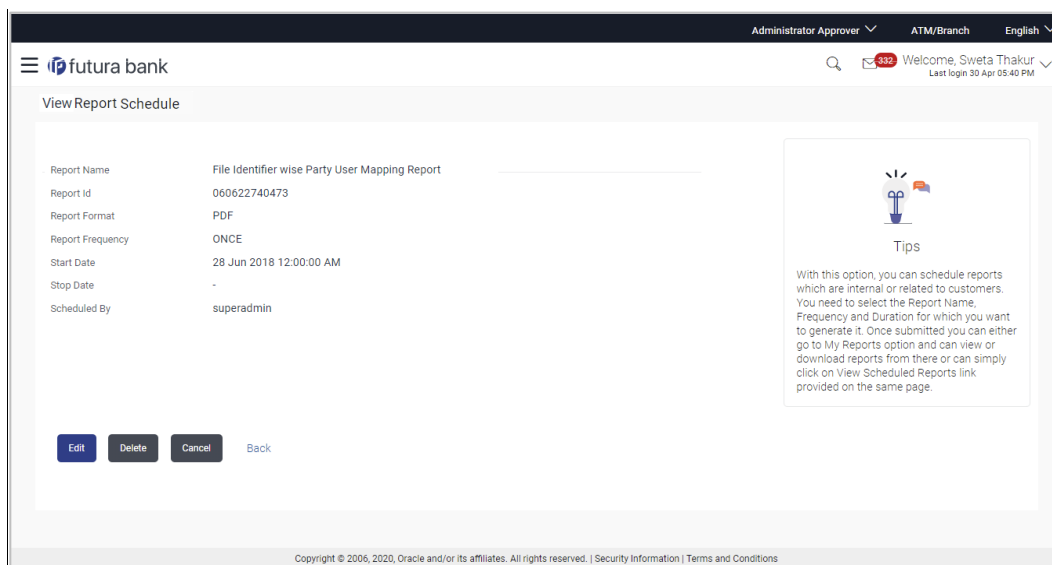 Administrator Approver ATM/Branch English
futura bank 332 Welcome, Sweta Thakur
Last login 30 Apr 05:40 PM
View Report Schedule
Report Name File Identifier wise Party User Mapping Report
Report Id 060622740473
Report Format PDF
Report Frequency ONCE
Start Date 28 Jun 2018 12:00:00 AM
Stop Date -
Scheduled By superadmin
Tips
With this option, you can schedule reports
which are internal or related to customers.
You need to select the Report Name,
Frequency and Duration for which you want
to generate it. Once submitted you can either
go to My Reports option and can view or
download reports from there or can simply
click on View Scheduled Reports link
provided on the same page.
Edit Delete Cancel Back
Copyright © 2006, 2020, Oracle and/or its affiliates. All rights reserved. | Security Information | Terms and Conditions